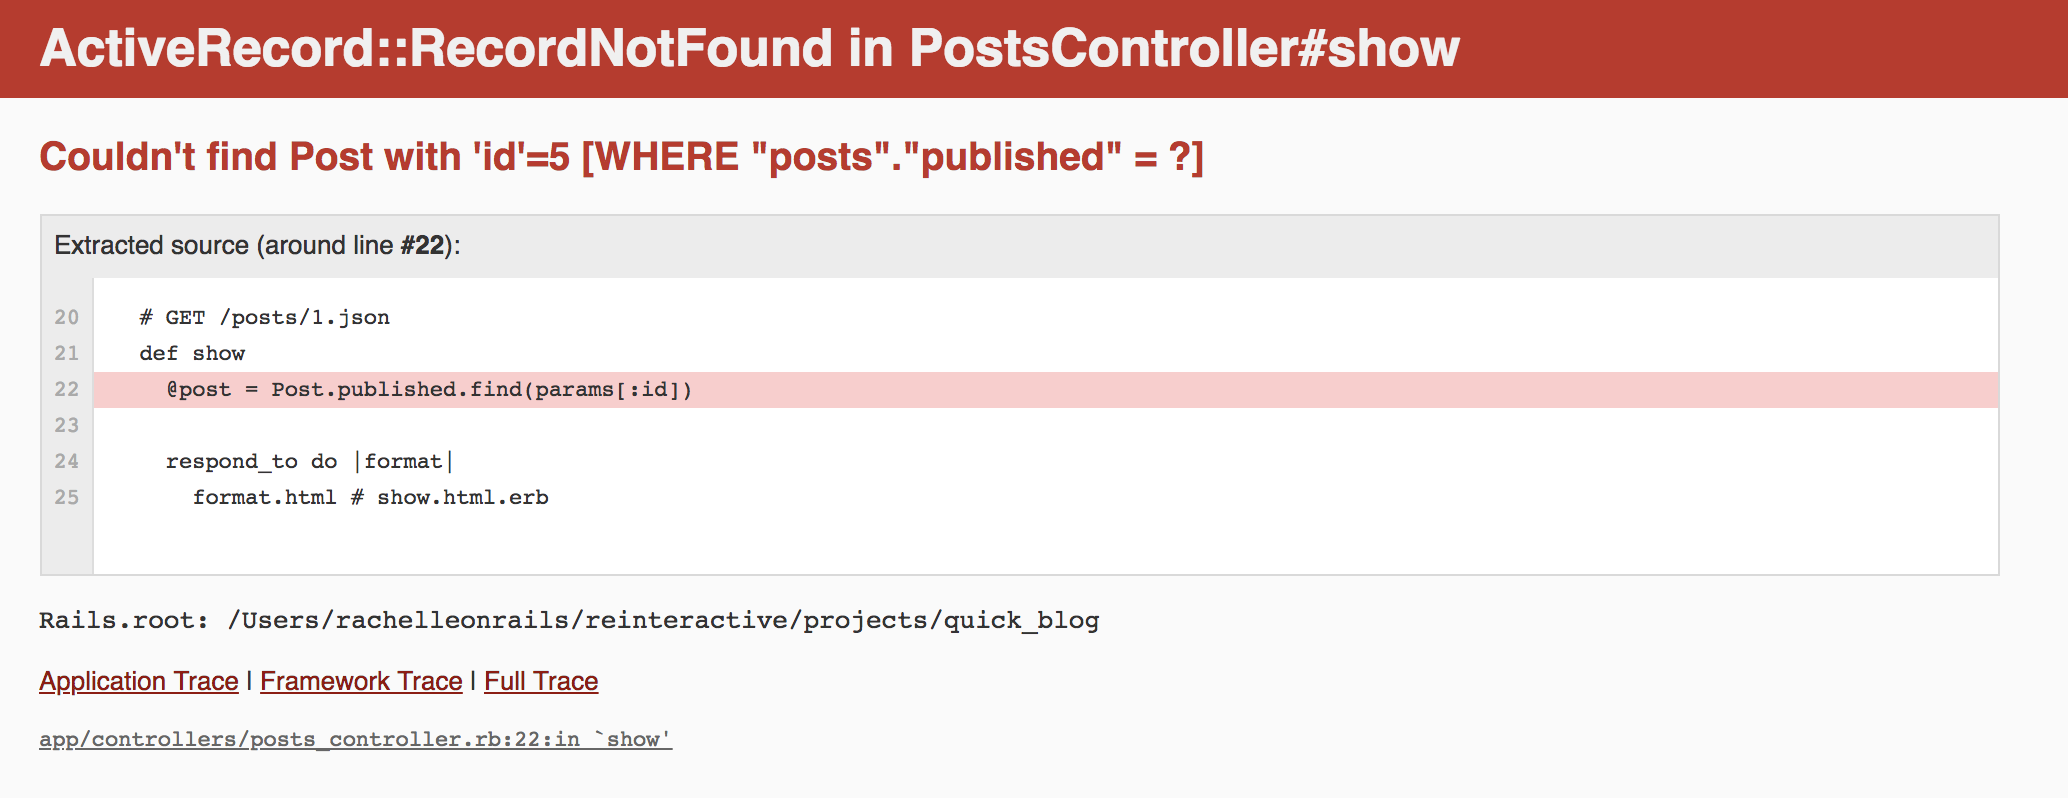 ActiveRecord::RecordNotFound in PostsController#show
Couldn't find Post with 'id'=5 [WHERE "posts"."published" = ?]
Extracted source (around line #22):
20 # GET /posts/1.json
21 def show
22 @post = Post.published.find(params[:id])
23
24 respond_to do |format|
25 format.html # show.html.erb
Rails.root: /Users/rachelleonrails/reinteractive/projects/quick_blog
Application Trace | Framework Trace | Full Trace
app/controllers/posts_controller.rb:22:in `show'